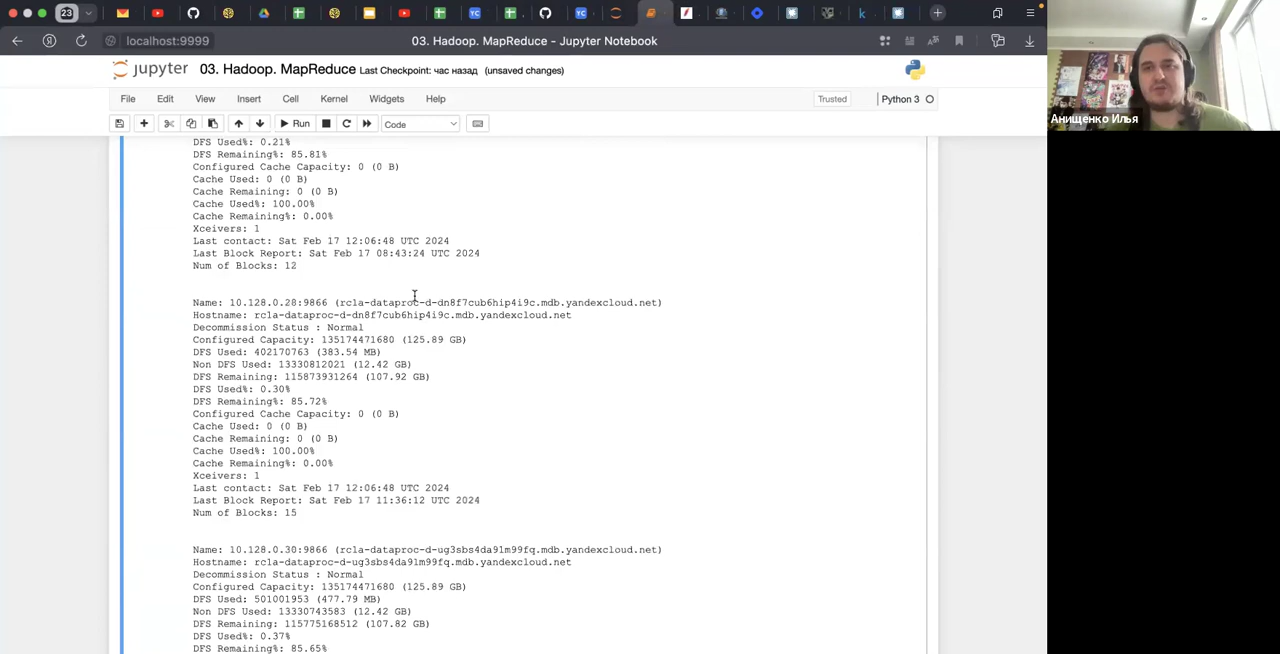 23
localhost:9999
03. Hadoop. MapReduce - Jupyter Notebook
jupyter 03. Hadoop. MapReduce Last Checkpoint: час назад (unsaved changes)
File Edit View Insert Cell Kernel Widgets Help Trusted Python 3
Run Code
DFS Used%: 0.21%
DFS Remaining%: 85.81%
Configured Cache Capacity: 0 (0 B)
Cache Used: 0 (0 B)
Cache Remaining: 0 (0 B)
Cache Used%: 100.00%
Cache Remaining%: 0.00%
Xceivers: 1
Last contact: Sat Feb 17 12:06:48 UTC 2024
Last Block Report: Sat Feb 17 08:43:24 UTC 2024
Num of Blocks: 12
Name: 10.128.0.28:9866 (rc1a-dataproc-d-dn8f7cub6hip4i9c.mdb.yandexcloud.net)
Hostname: rc1a-dataproc-d-dn8f7cub6hip4i9c.mdb.yandexcloud.net
Decommission Status : Normal
Configured Capacity: 135174471680 (125.89 GB)
DFS Used: 402170763 (383.54 MB)
Non DFS Used: 13330812021 (12.42 GB)
DFS Remaining: 115873931264 (107.92 GB)
DFS Used%: 0.30%
DFS Remaining%: 85.72%
Configured Cache Capacity: 0 (0 B)
Cache Used: 0 (0 B)
Cache Remaining: 0 (0 B)
Cache Used%: 100.00%
Cache Remaining%: 0.00%
Xceivers: 1
Last contact: Sat Feb 17 12:06:48 UTC 2024
Last Block Report: Sat Feb 17 11:36:12 UTC 2024
Num of Blocks: 15
Name: 10.128.0.30:9866 (rc1a-dataproc-d-ug3sbs4da91m99fq.mdb.yandexcloud.net)
Hostname: rc1a-dataproc-d-ug3sbs4da91m99fq.mdb.yandexcloud.net
Decommission Status : Normal
Configured Capacity: 135174471680 (125.89 GB)
DFS Used: 501001953 (477.79 MB)
Non DFS Used: 13330743583 (12.42 GB)
DFS Remaining: 115775168512 (107.82 GB)
DFS Used%: 0.37%
DFS Remaining%: 85.65%
Анищенко Илья